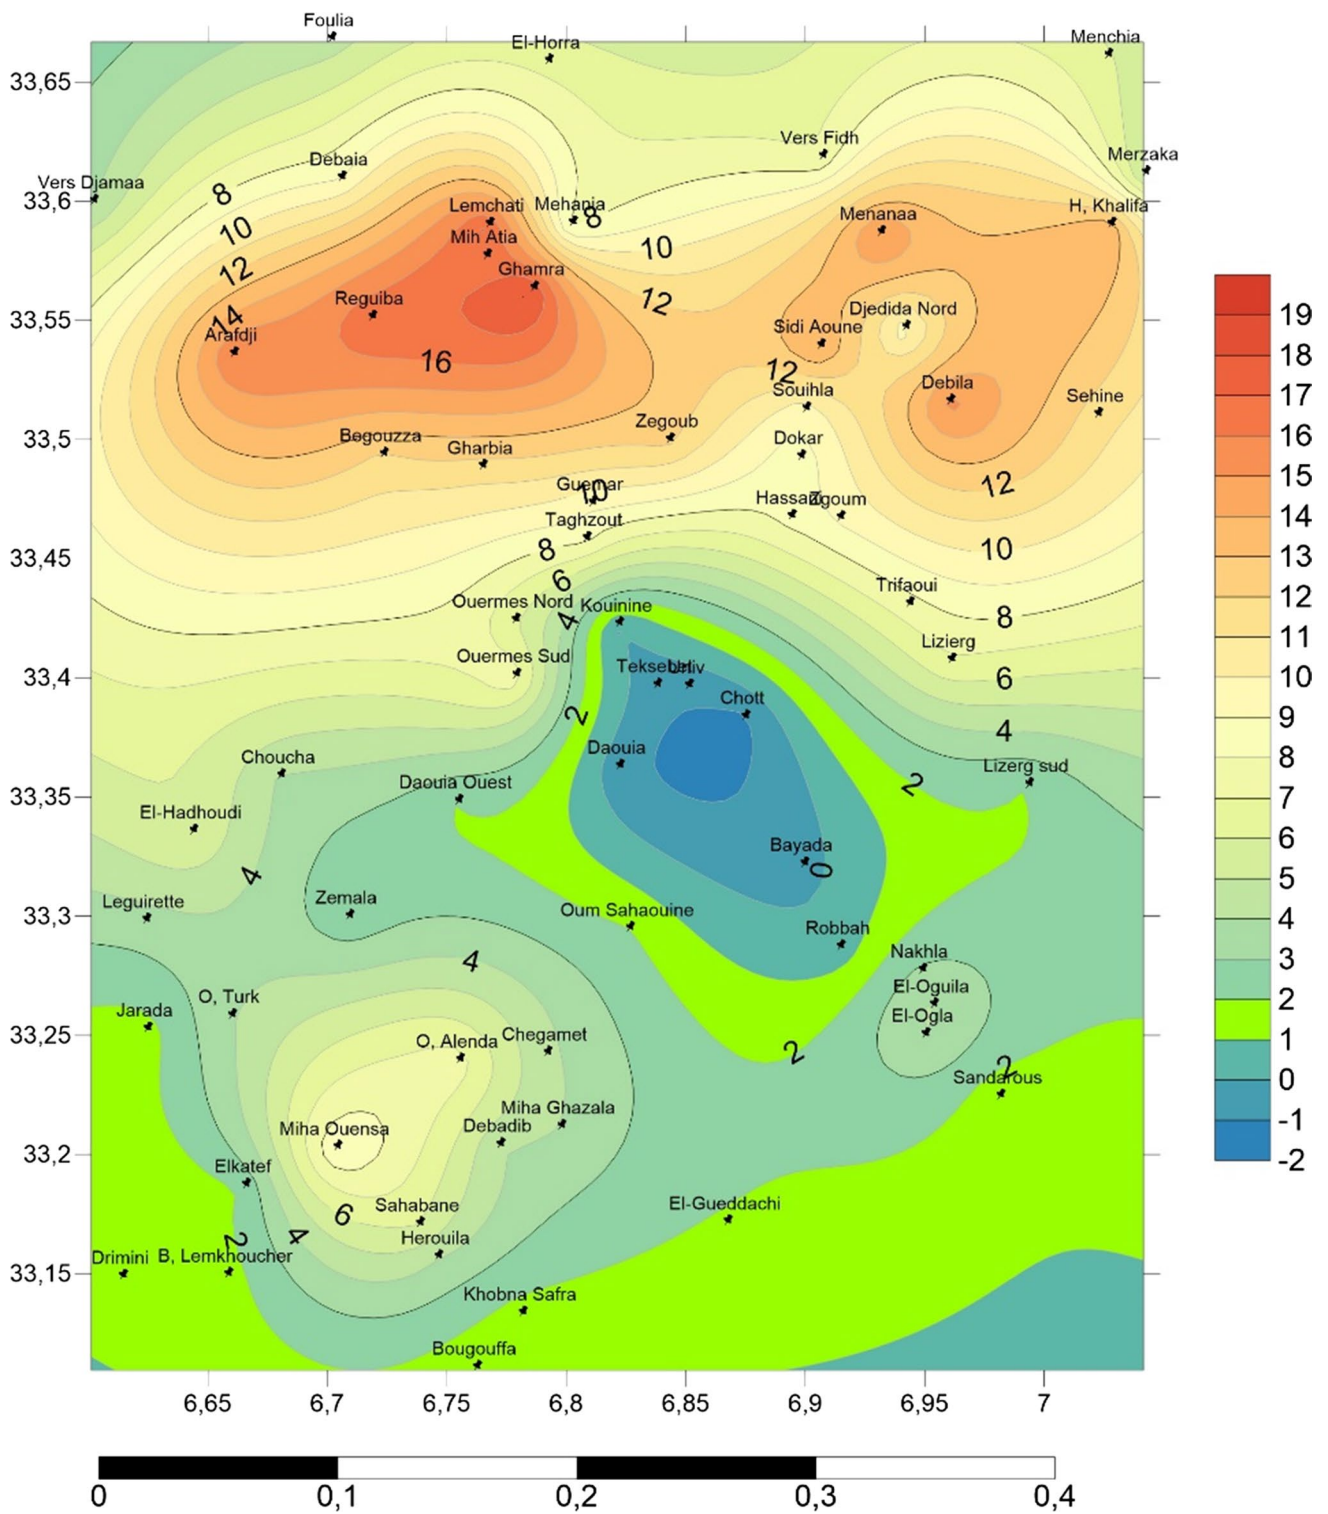 Foulia
El-Horra
Menchia
33,65
Vers Fidh
Debaia
Merzaka
Vers Djamaa
33,6
8
Lemchati
Mehania
8
H, Khalifa
Menanaa
10
Mih Atia
10
12
Ghamra
Reguiba
12
Djedida Nord
33,55
14
Arafdji
Sidi Aoune
16
12
Souihla
Debila
Sehine
33,5
Zegoub
Begouzza
Gharbia
Dokar
12
Guemar
10
Hassani
Zgoum
Taghzout
33,45
8
10
6
Trifaoui
Ouermes Nord
Kouinine
4
8
Lizierg
Ouermes Sud
33,4
Teksebet
Univ
6
Chott
2
4
Daouia
Choucha
Lizerg sud
Daouia Ouest
2
33,35
El-Hadhoudi
Bayada
0
4
Zemala
Leguirette
33,3
Oum Sahaouine
Robbah
Nakhla
4
El-Oguila
O, Turk
Jarada
El-Ogla
33,25
O, Alenda
Chegamet
2
2
Sandarous
Miha Ghazala
Miha Ouensa
Debadib
33,2
Elkatef
Sahabane
El-Gueddachi
6
2
4
Herouila
Drimini
B, Lemkhoucher
33,15
Khobna Safra
Bougouffa
6,65
6,7
6,75
6,8
6,85
6,9
6,95
7
0
0,1
0,2
0,3
0,4
19
18
17
16
15
14
13
12
11
10
9
8
7
6
5
4
3
2
1
0
-1
-2